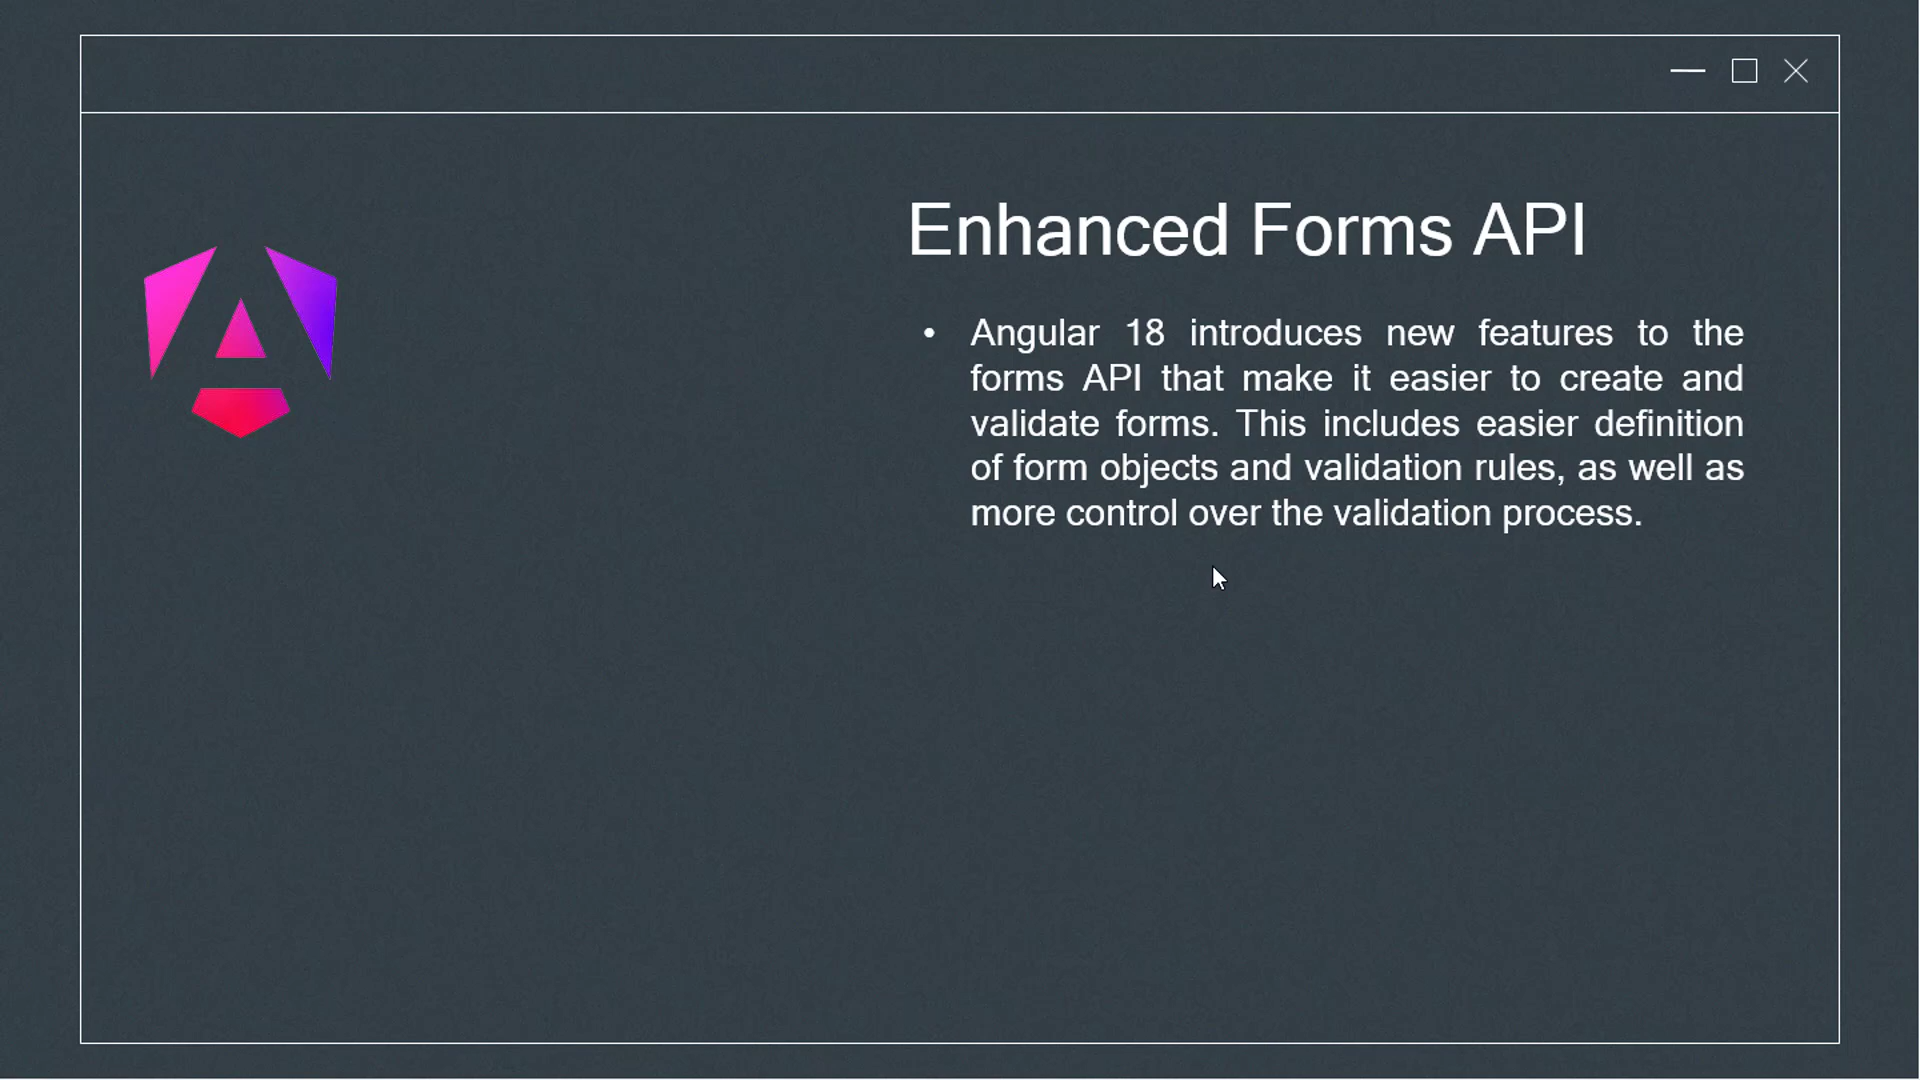 Enhanced Forms API
• Angular 18 introduces new features to the
forms API that make it easier to create and
validate forms. This includes easier definition
of form objects and validation rules, as well as
more control over the validation process.